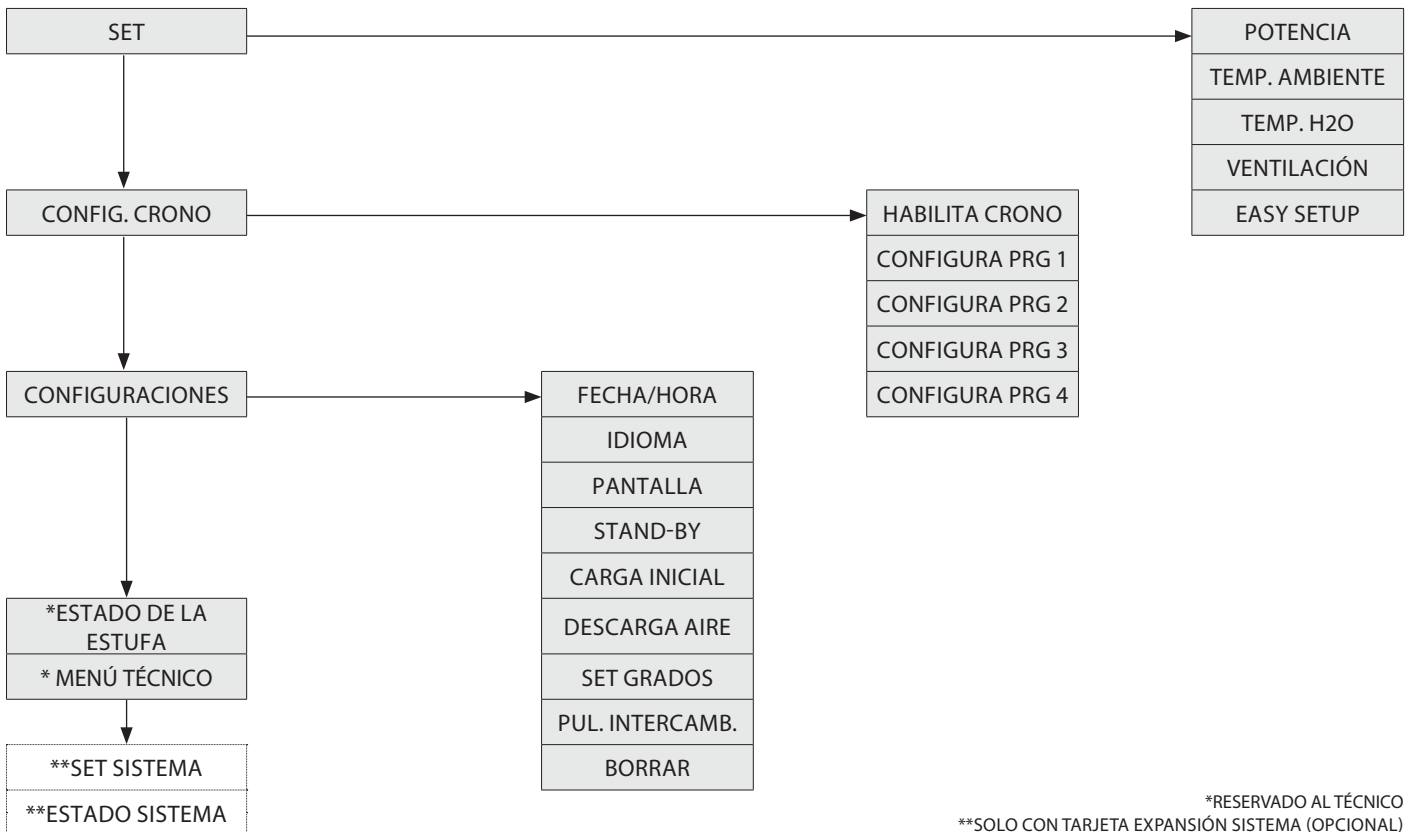 SET
POTENCIA
TEMP. AMBIENTE
TEMP. H2O
VENTILACIÓN
EASY SETUP
CONFIG. CRONO
HABILITA CRONO
CONFIGURA PRG 1
CONFIGURA PRG 2
CONFIGURA PRG 3
CONFIGURA PRG 4
CONFIGURACIONES
FECHA/HORA
IDIOMA
PANTALLA
STAND-BY
CARGA INICIAL
DESCARGA AIRE
SET GRADOS
PUL. INTERCAMB.
BORRAR
*ESTADO DE LA
ESTUFA
* MENÚ TÉCNICO
**SET SISTEMA
**ESTADO SISTEMA
*RESERVADO AL TÉCNICO
**SOLO CON TARJETA EXPANSIÓN SISTEMA (OPCIONAL)